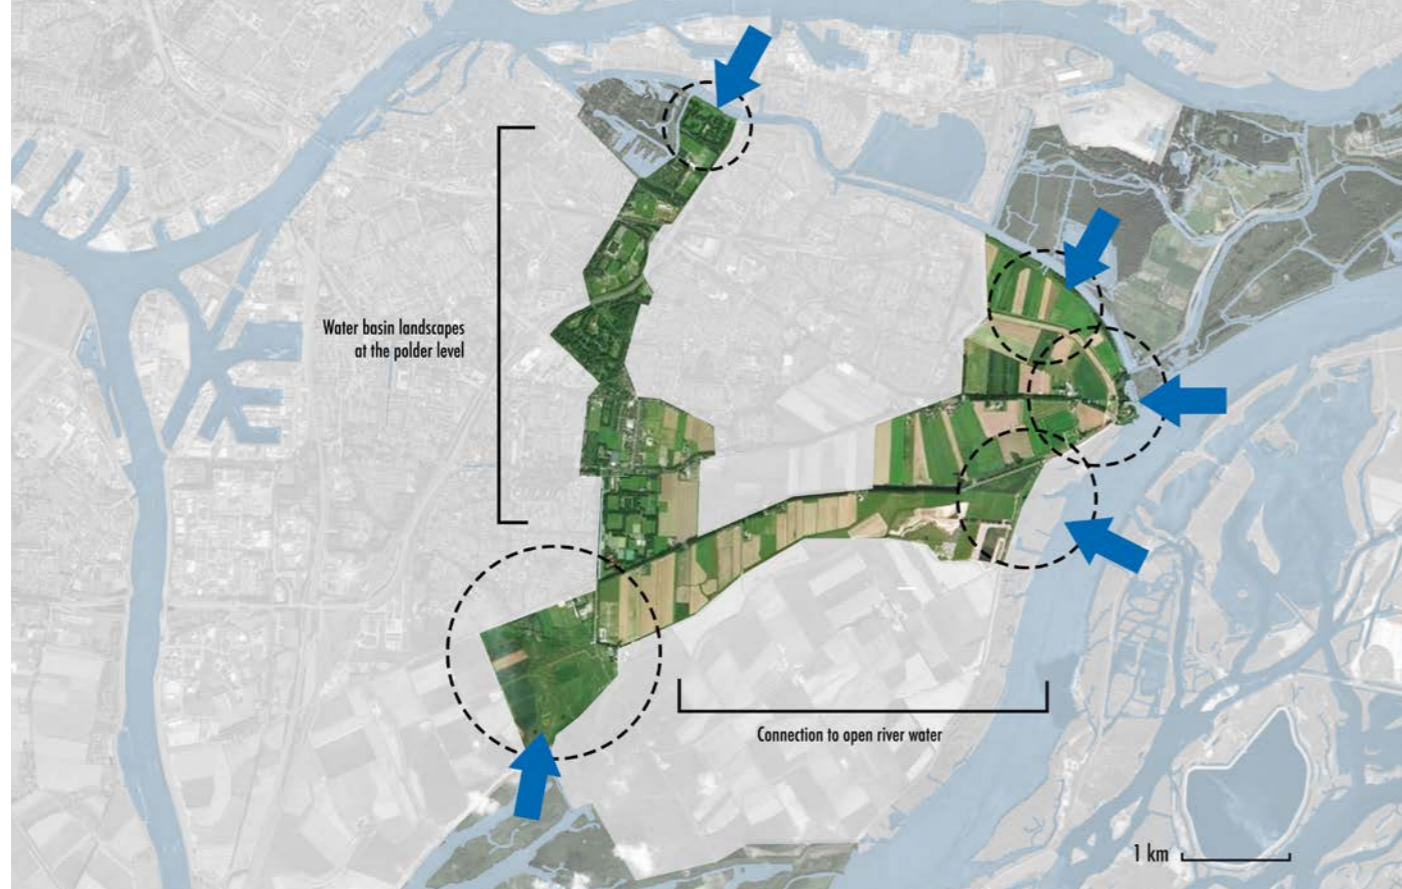 Water basin landscapes
at the polder level
Connection to open river water
1 km